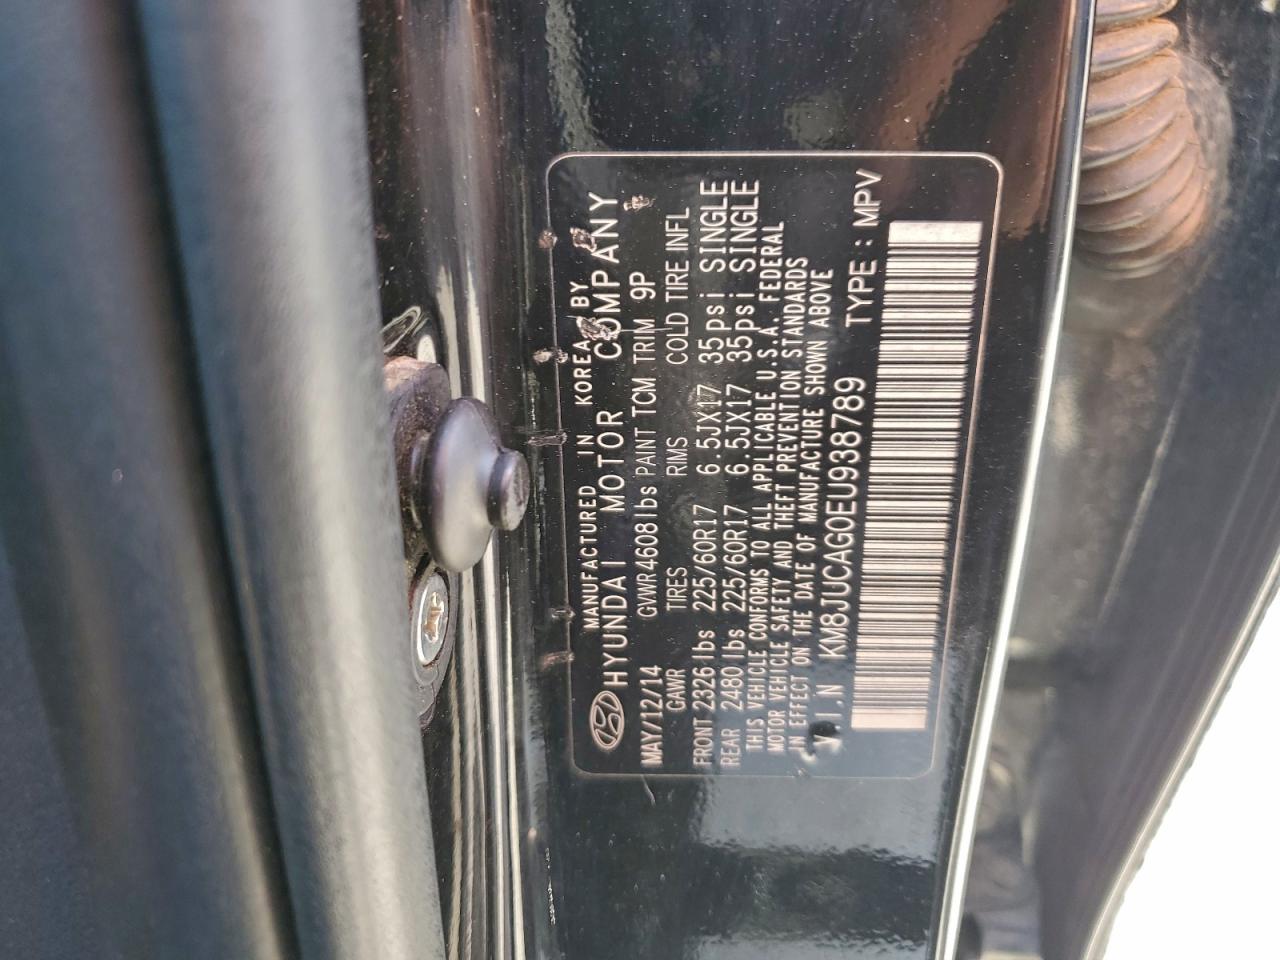 MANUFACTURED IN KOREA BY
HYUNDAI MOTOR COMPANY
MAY/12/14 GVWR 4608 lbs PAINT TCM TRIM 9P
GAWR TIRES RIMS COLD TIRE INFL
FRONT 2326 lbs 225/60R17 6.5JX17 35psi SINGLE
REAR 2480 lbs 225/60R17 6.5JX17 35psi SINGLE
THIS VEHICLE CONFORMS TO ALL APPLICABLE U.S.A. FEDERAL
MOTOR VEHICLE SAFETY AND THEFT PREVENTION STANDARDS
IN EFFECT ON THE DATE OF MANUFACTURE SHOWN ABOVE
V.I.N KM8JUCAG0EU938789 TYPE : MPV